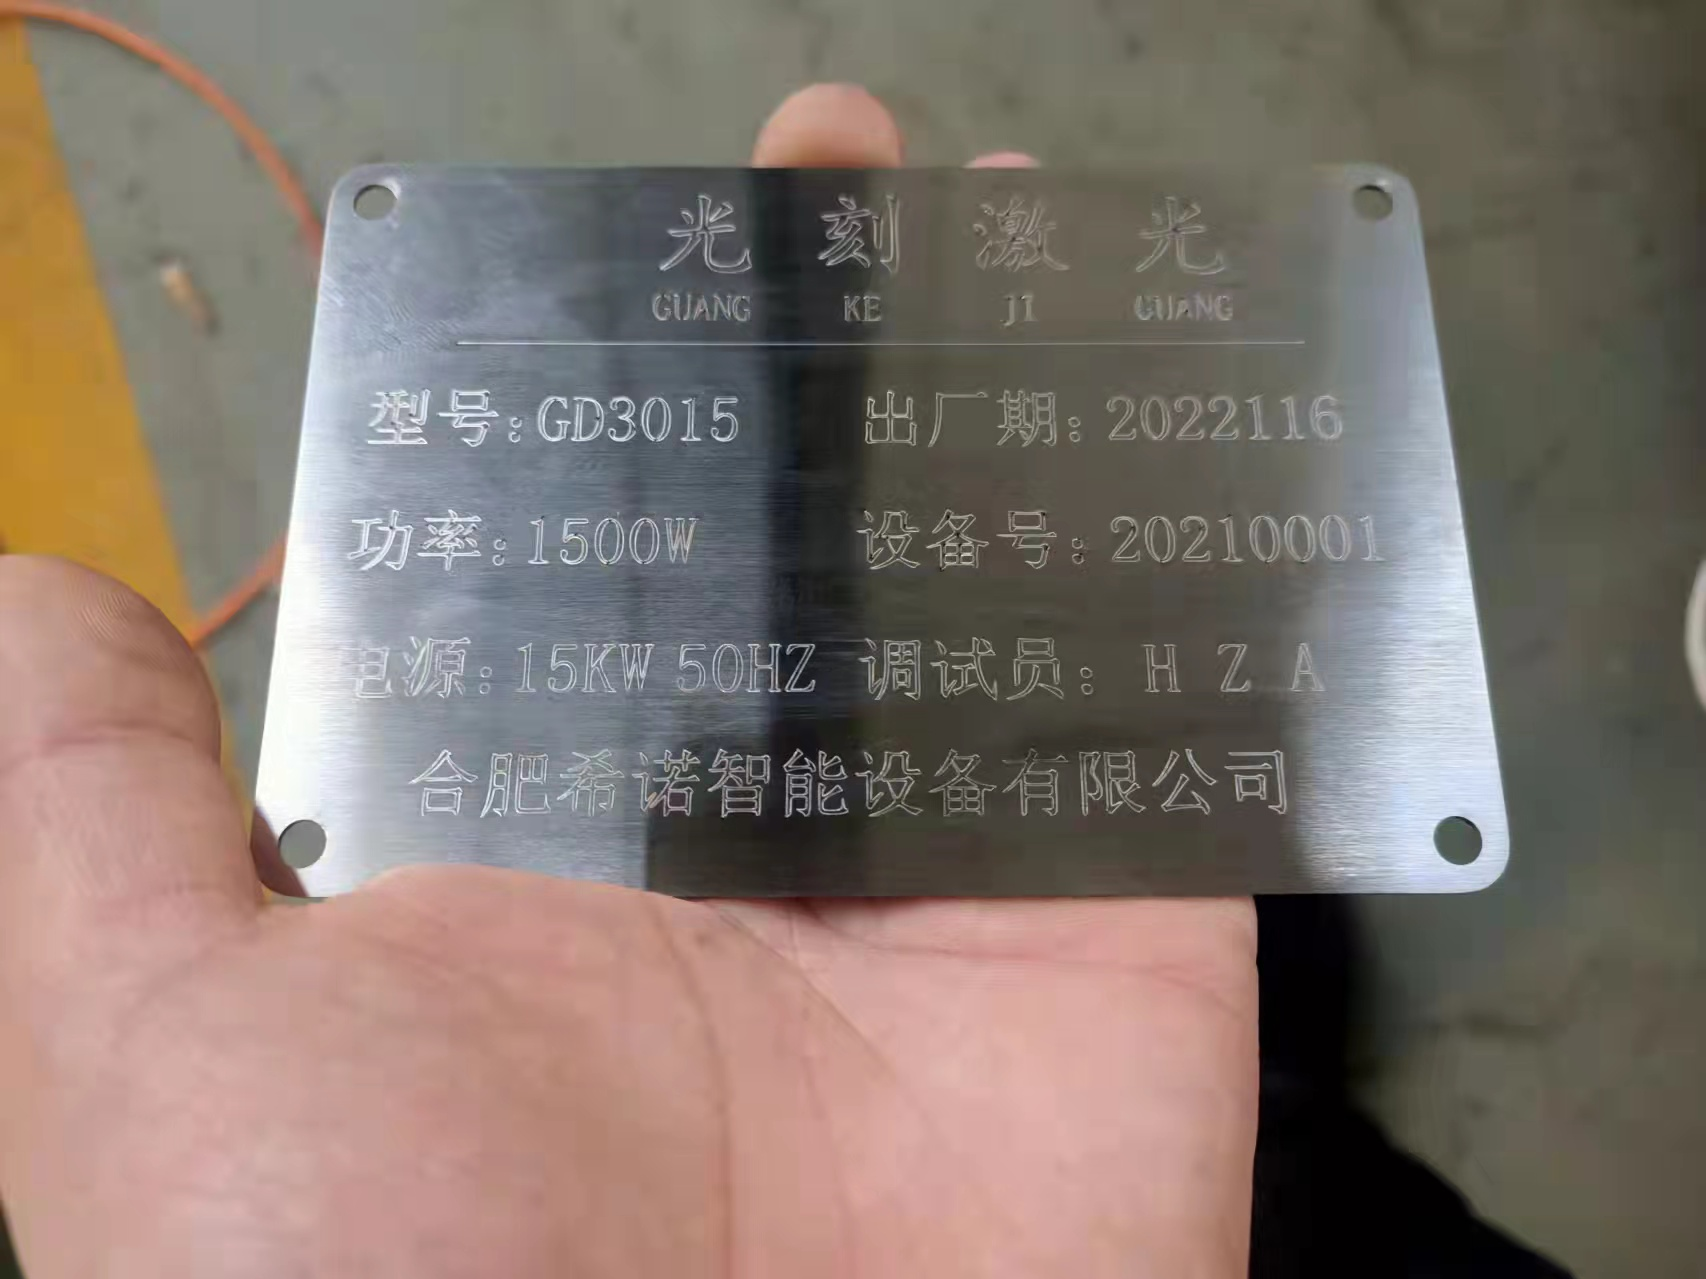 光刻激光
GUANG KE JI GUANG
型号:GD3015 出厂期:2022116
功率:1500W 设备号:20210001
电源:15KW 50HZ 调试员: H Z A
合肥希诺智能设备有限公司